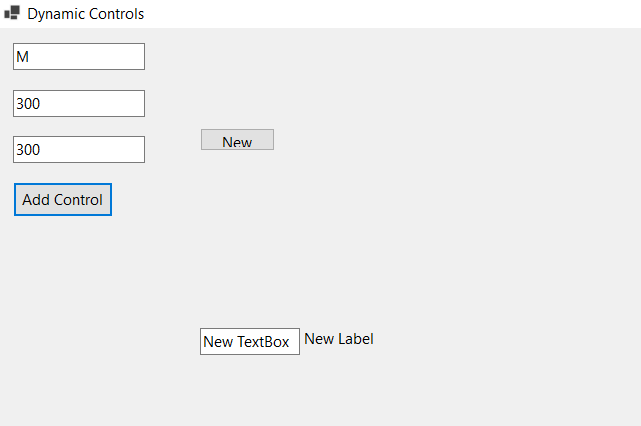 Dynamic Controls
M
300
300
New
Add Control
New TextBox
New Label